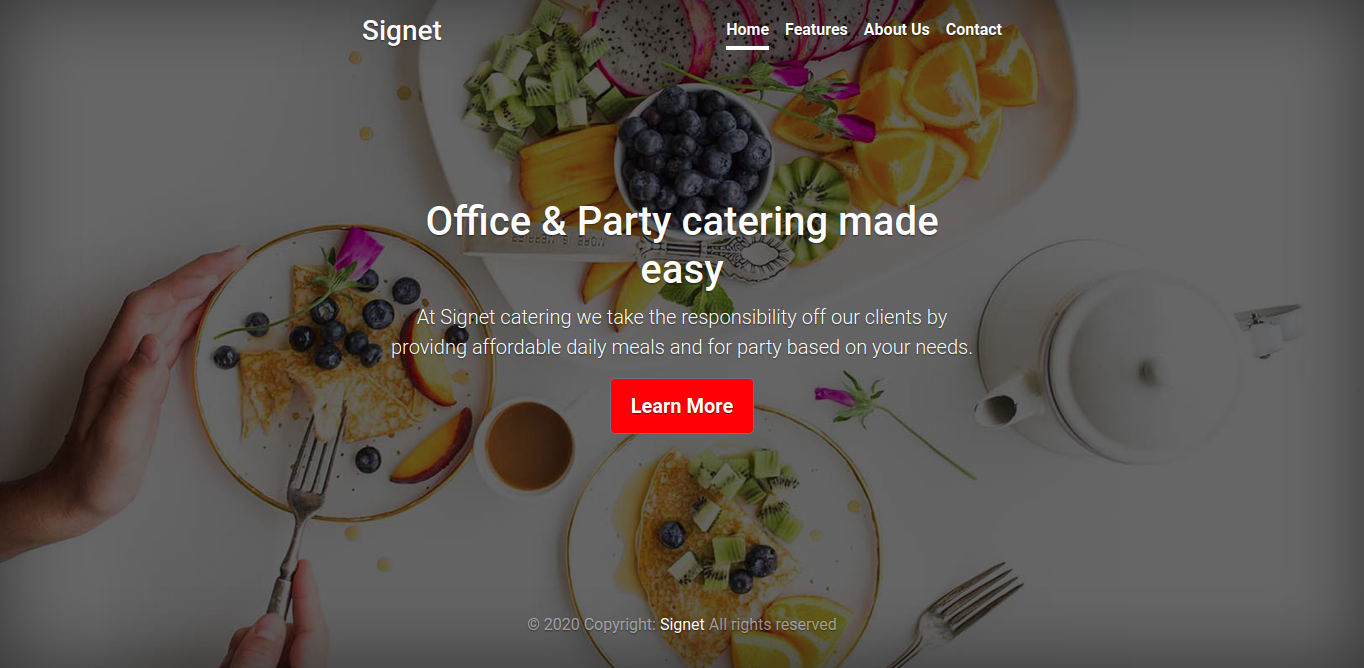 Signet
Home Features About Us Contact
Office & Party catering made
easy
At Signet catering we take the responsibility off our clients by
providng affordable daily meals and for party based on your needs.
Learn More
© 2020 Copyright: Signet All rights reserved